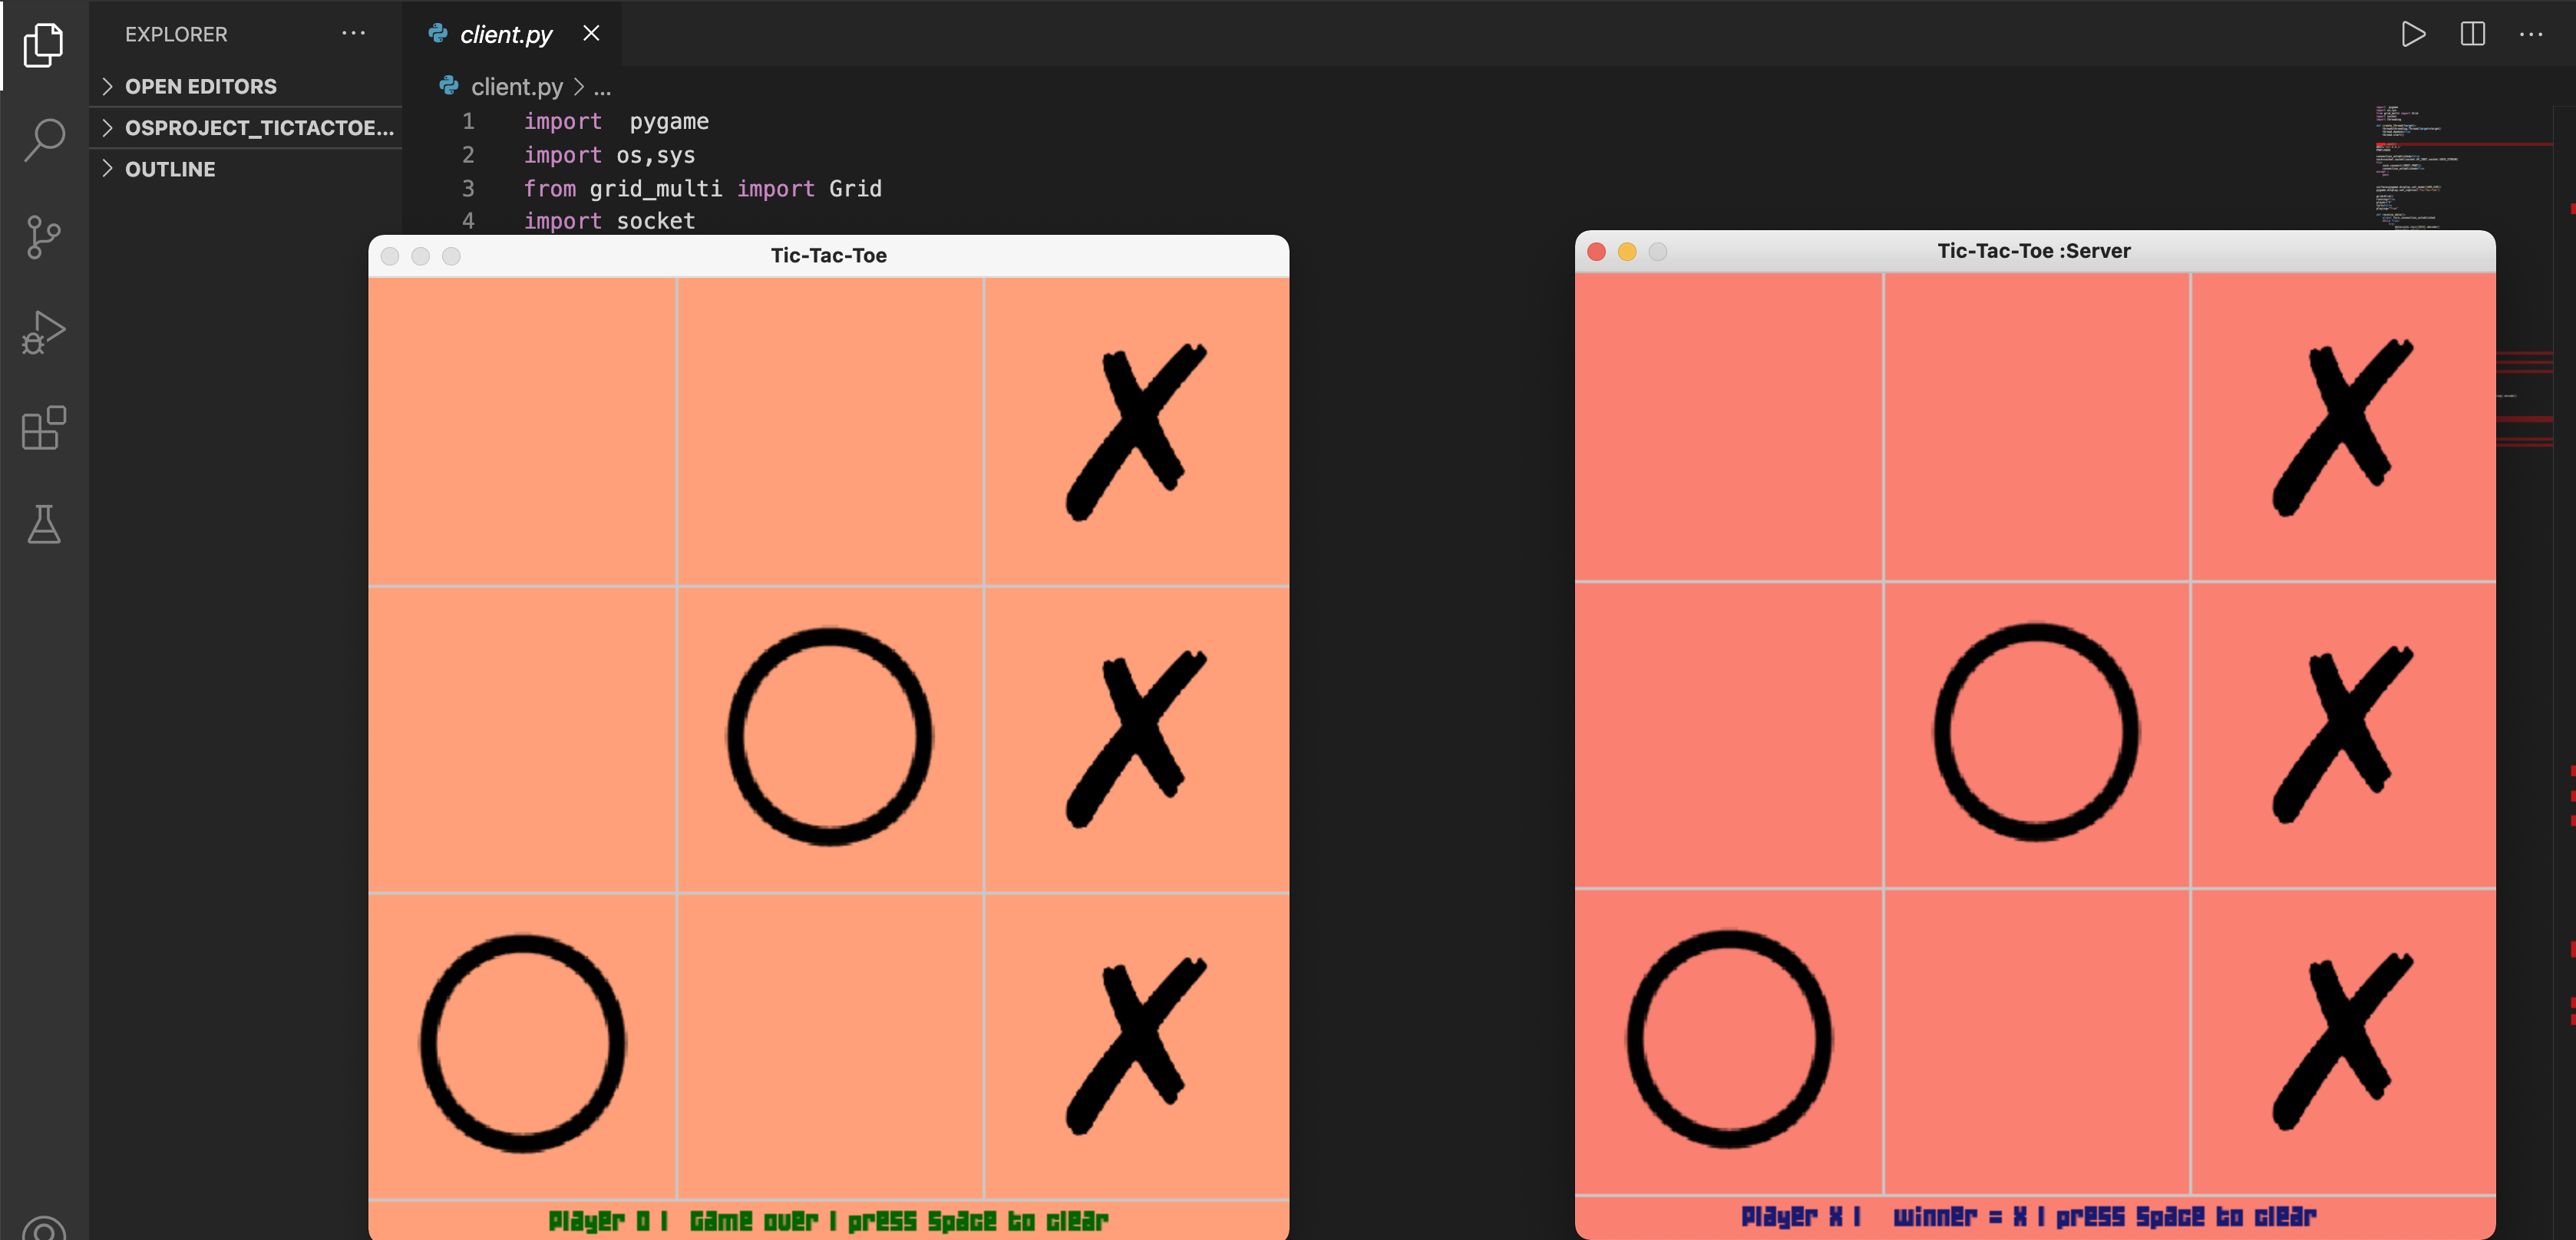 EXPLORER
OPEN EDITORS
OSPROJECT_TICTACTOE...
OUTLINE
client.py
client.py > ...
1 import  pygame
2 import os,sys
3 from grid_multi import Grid
4 import socket
Tic-Tac-Toe
Player O |  Game over | press Space to clear
Tic-Tac-Toe :Server
Player X |  winner = X | press Space to clear